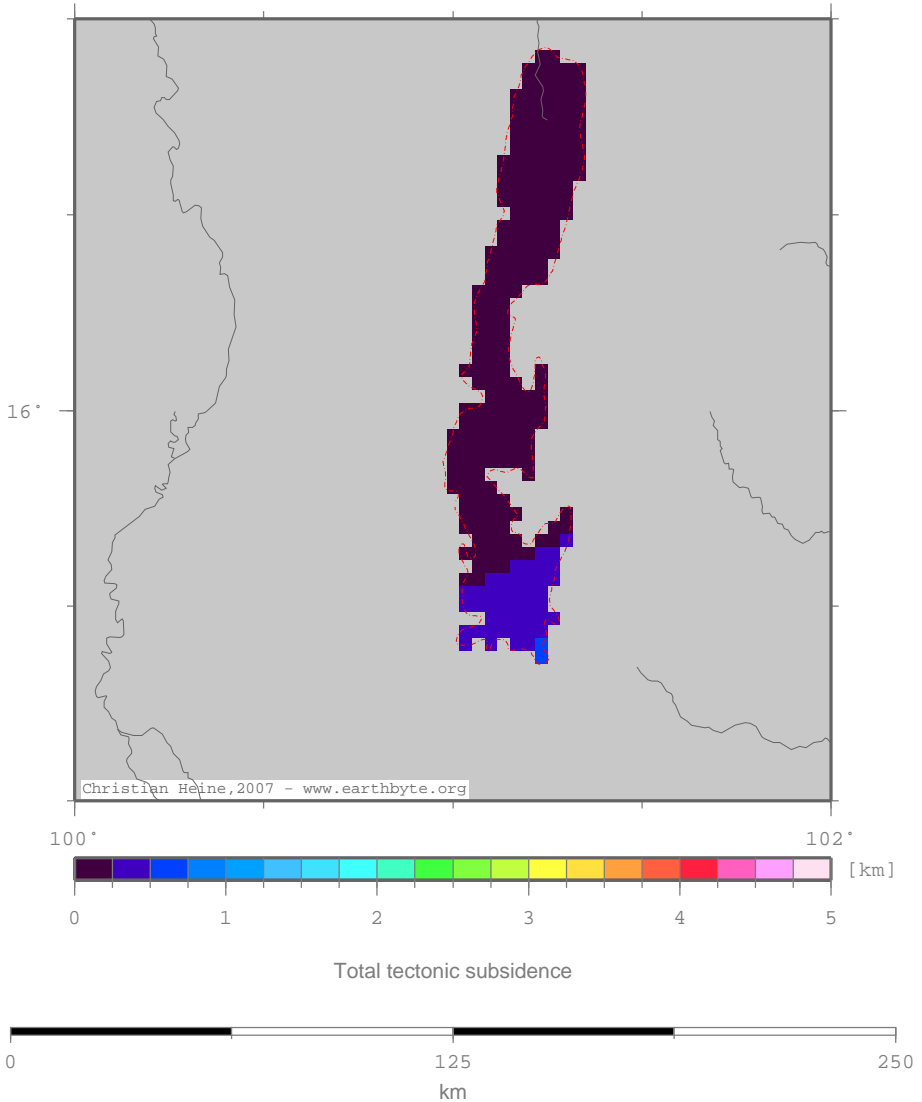 16°
Christian Heine,2007 - www.earthbyte.org
100° 102°
[km]
0 1 2 3 4 5
Total tectonic subsidence
0 125 250
km